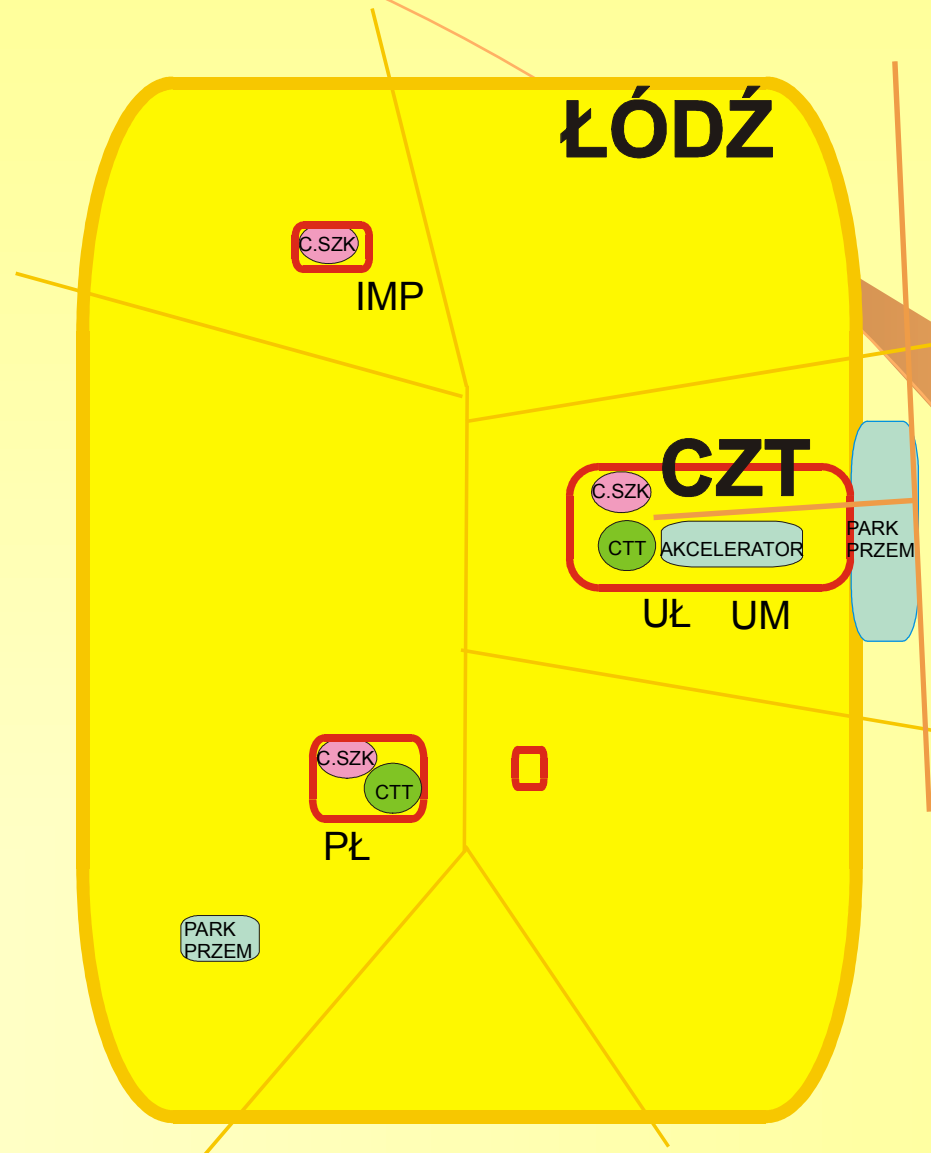 ŁÓDŹ
C.SZK
IMP
CZT
C.SZK
CTT
AKCELERATOR
PARK
PRZEM
UŁ UM
C.SZK
CTT
PŁ
PARK
PRZEM